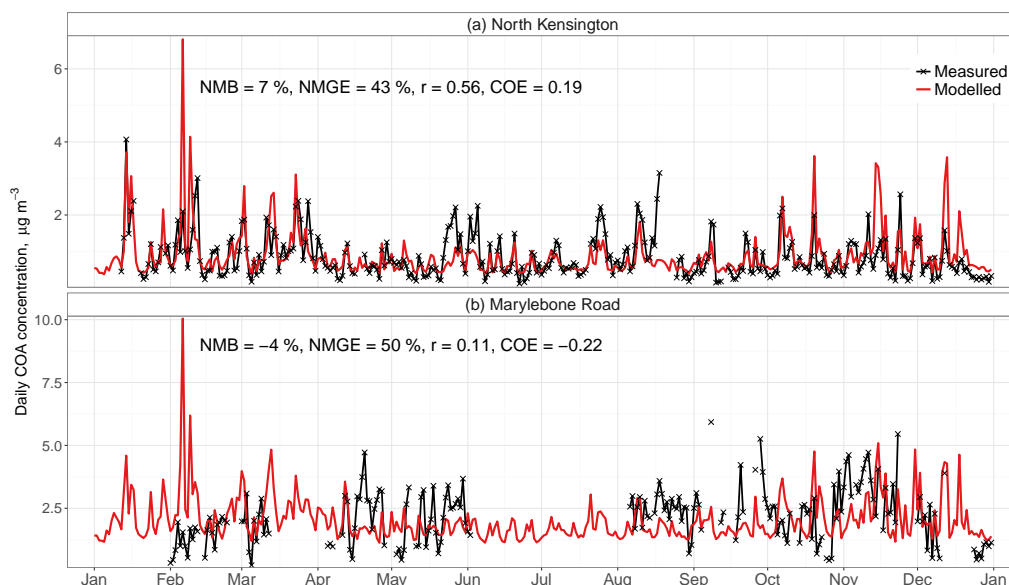 (a) North Kensington
6
4
2
NMB = 7 %, NMGE = 43 %, r = 0.56, COE = 0.19
Measured
Modelled
(b) Marylebone Road
10.0
7.5
5.0
2.5
NMB = −4 %, NMGE = 50 %, r = 0.11, COE = −0.22
Daily COA concentration, µg m⁻³
Jan Feb Mar Apr May Jun Jul Aug Sep Oct Nov Dec Jan